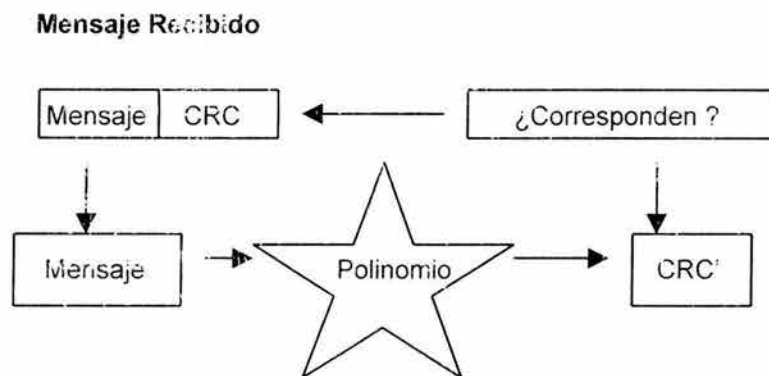 Mensaje Recibido
Mensaje CRC
¿Corresponden ?
Mensaje
Polinomio
CRC'